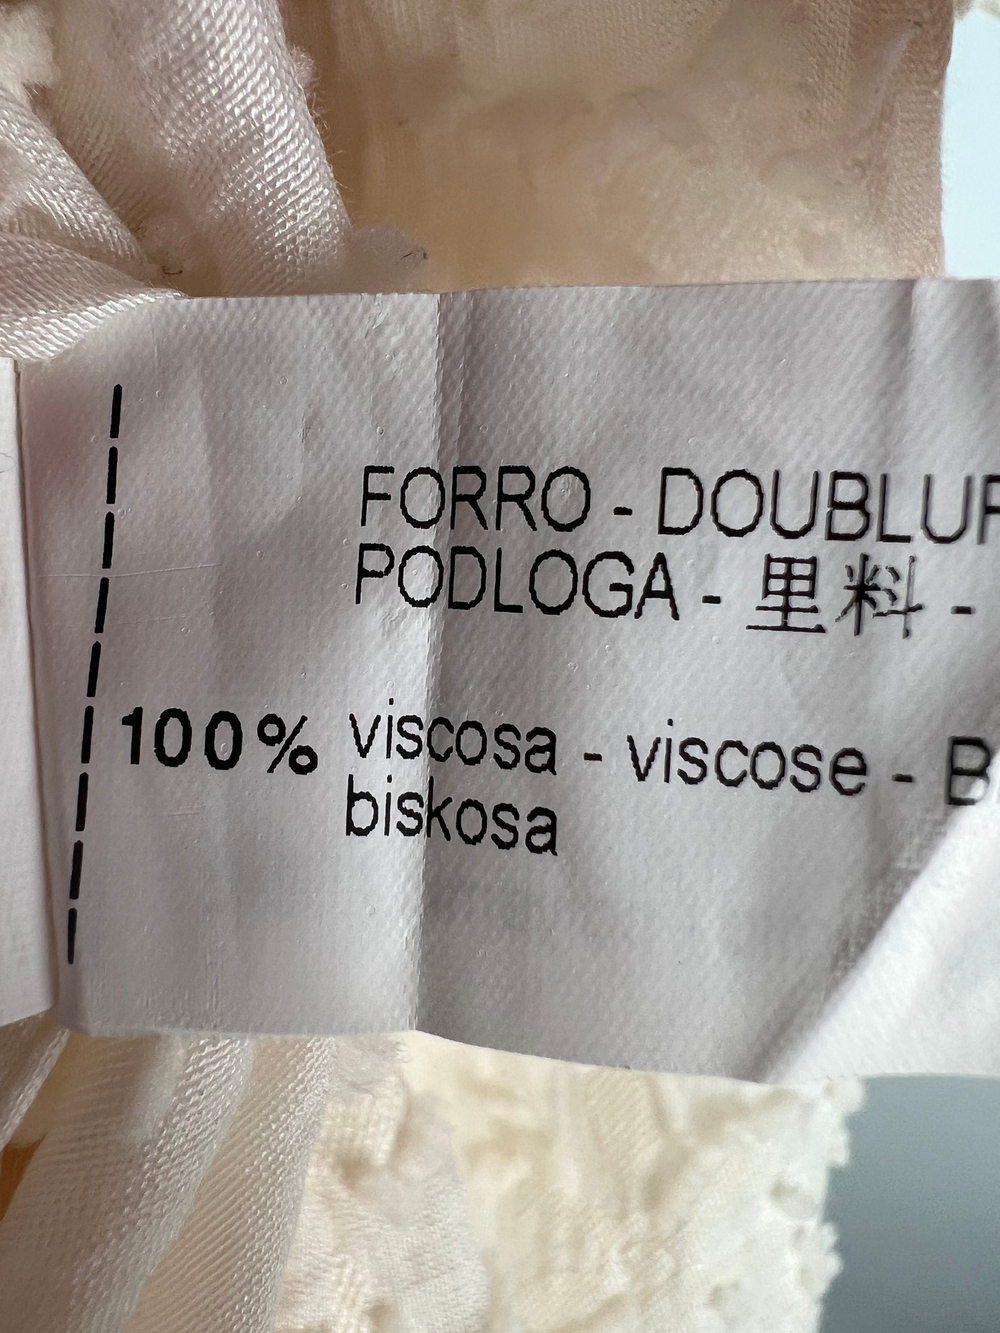 FORRO - DOUBLUR
PODLOGA - 里料 -
100% viscosa - viscose - B
biskosa